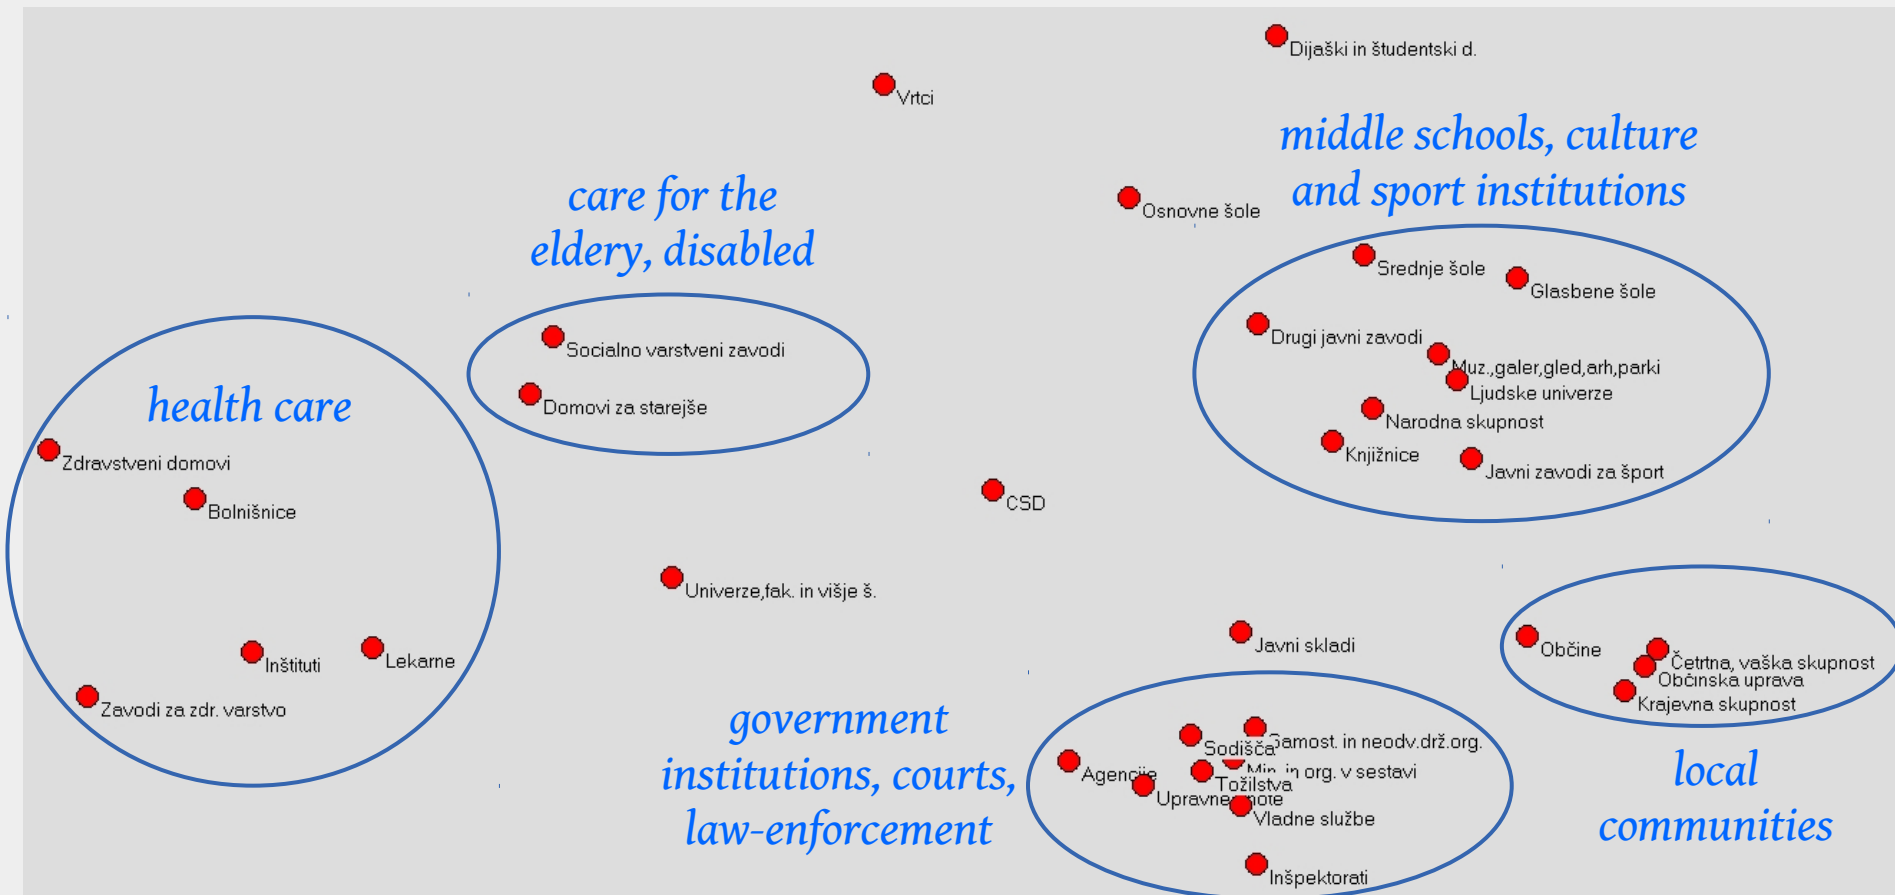 Dijaški in študentski d.
Vrtci
middle schools, culture
and sport institutions
care for the
eldery, disabled
Osnovne šole
Srednje šole
Glasbene šole
Drugi javni zavodi
Socialno varstveni zavodi
Muz.,galer,gled,arh,parki
Ljudske univerze
Domovi za starejše
health care
Narodna skupnost
Knjižnice
Javni zavodi za šport
Zdravstveni domovi
Bolnišnice
CSD
Univerze,fak. in višje š.
Javni skladi
Občine
Četrtna, vaška skupnost
Občinska uprava
Krajevna skupnost
Inštituti
Lekarne
Zavodi za zdr. varstvo
government
institutions, courts,
law-enforcement
Samost. in neodv.drž.org.
Sodišča
Min. in org. v sestavi
Agencije
Tožilstva
Upravne enote
Vladne službe
Inšpektorati
local
communities